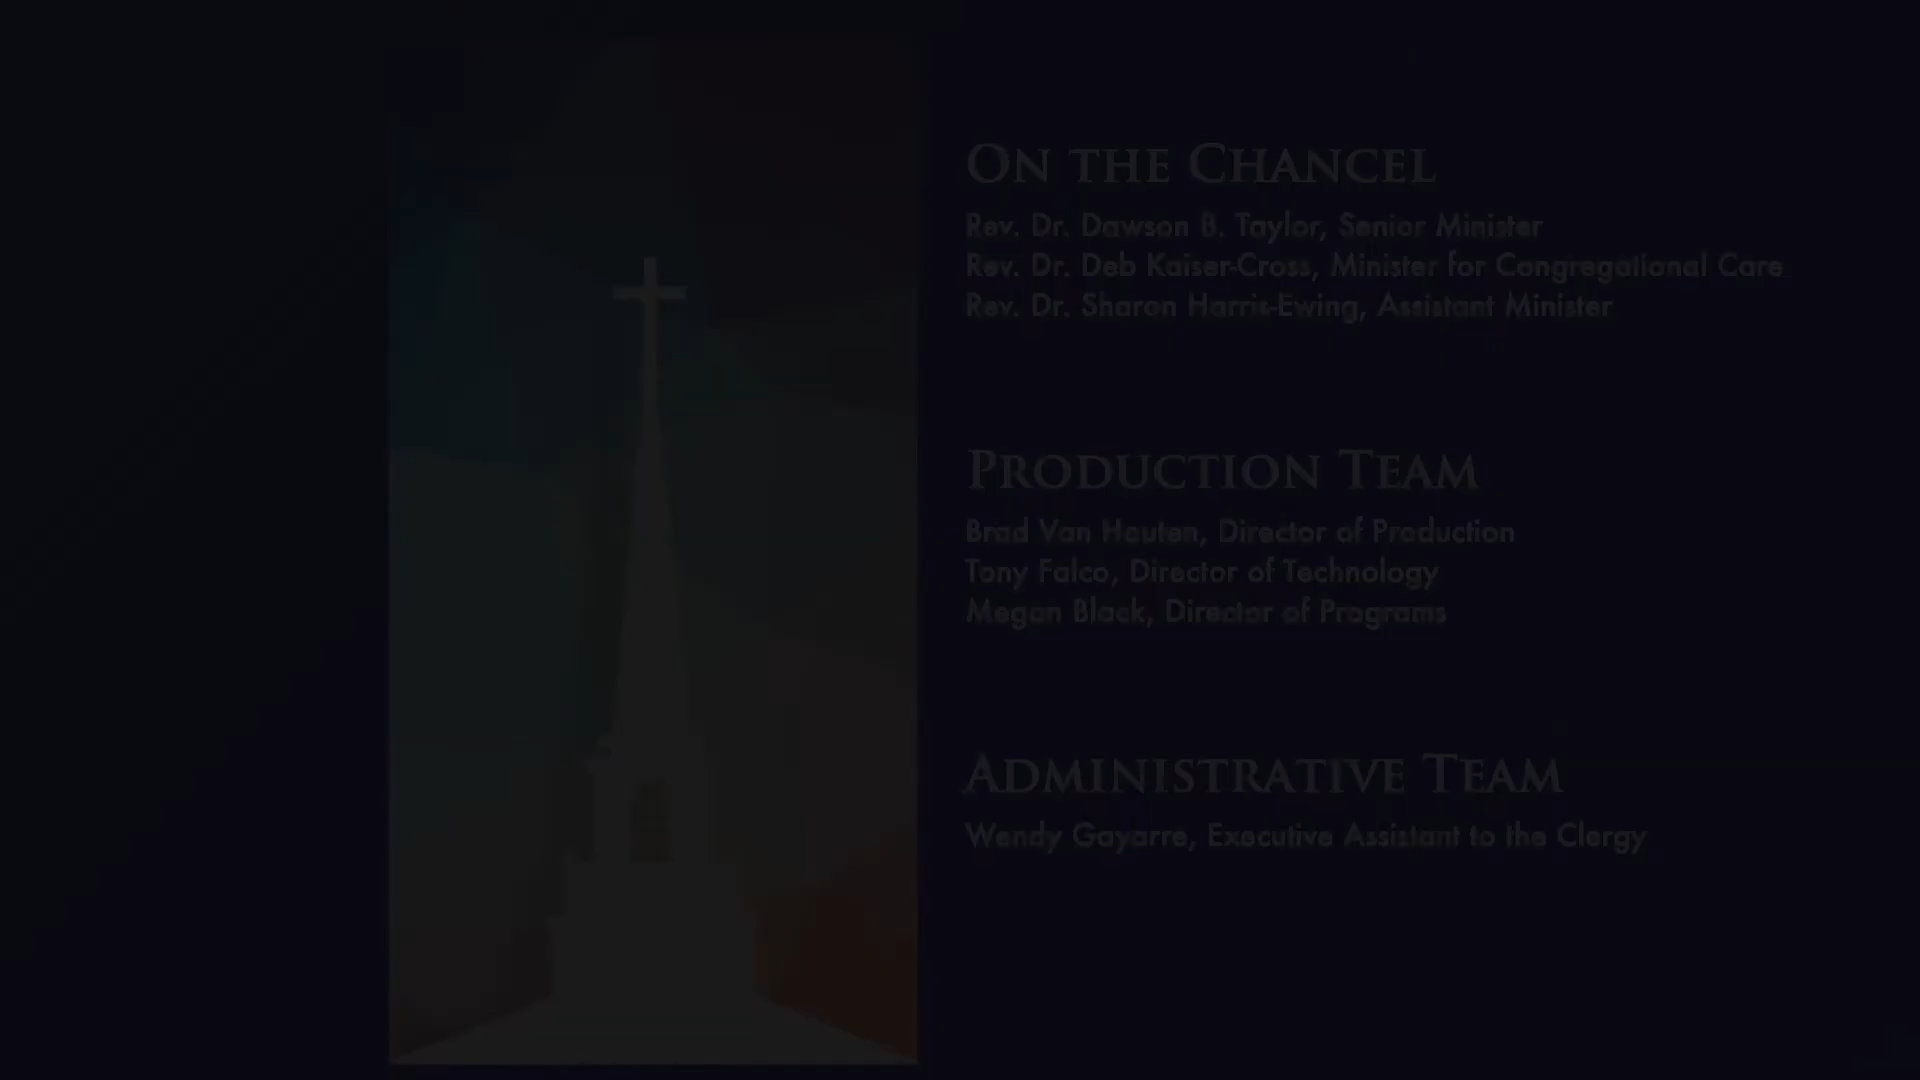 On the Chancel
Rev. Dr. Dawson B. Taylor, Senior Minister
Rev. Dr. Deb Kaiser-Cross, Minister for Congregational Care
Rev. Dr. Sharon Harris-Ewing, Assistant Minister
Production Team
Brad Van Houten, Director of Production
Tony Falco, Director of Technology
Megan Black, Director of Programs
Administrative Team
Wendy Gayarre, Executive Assistant to the Clergy